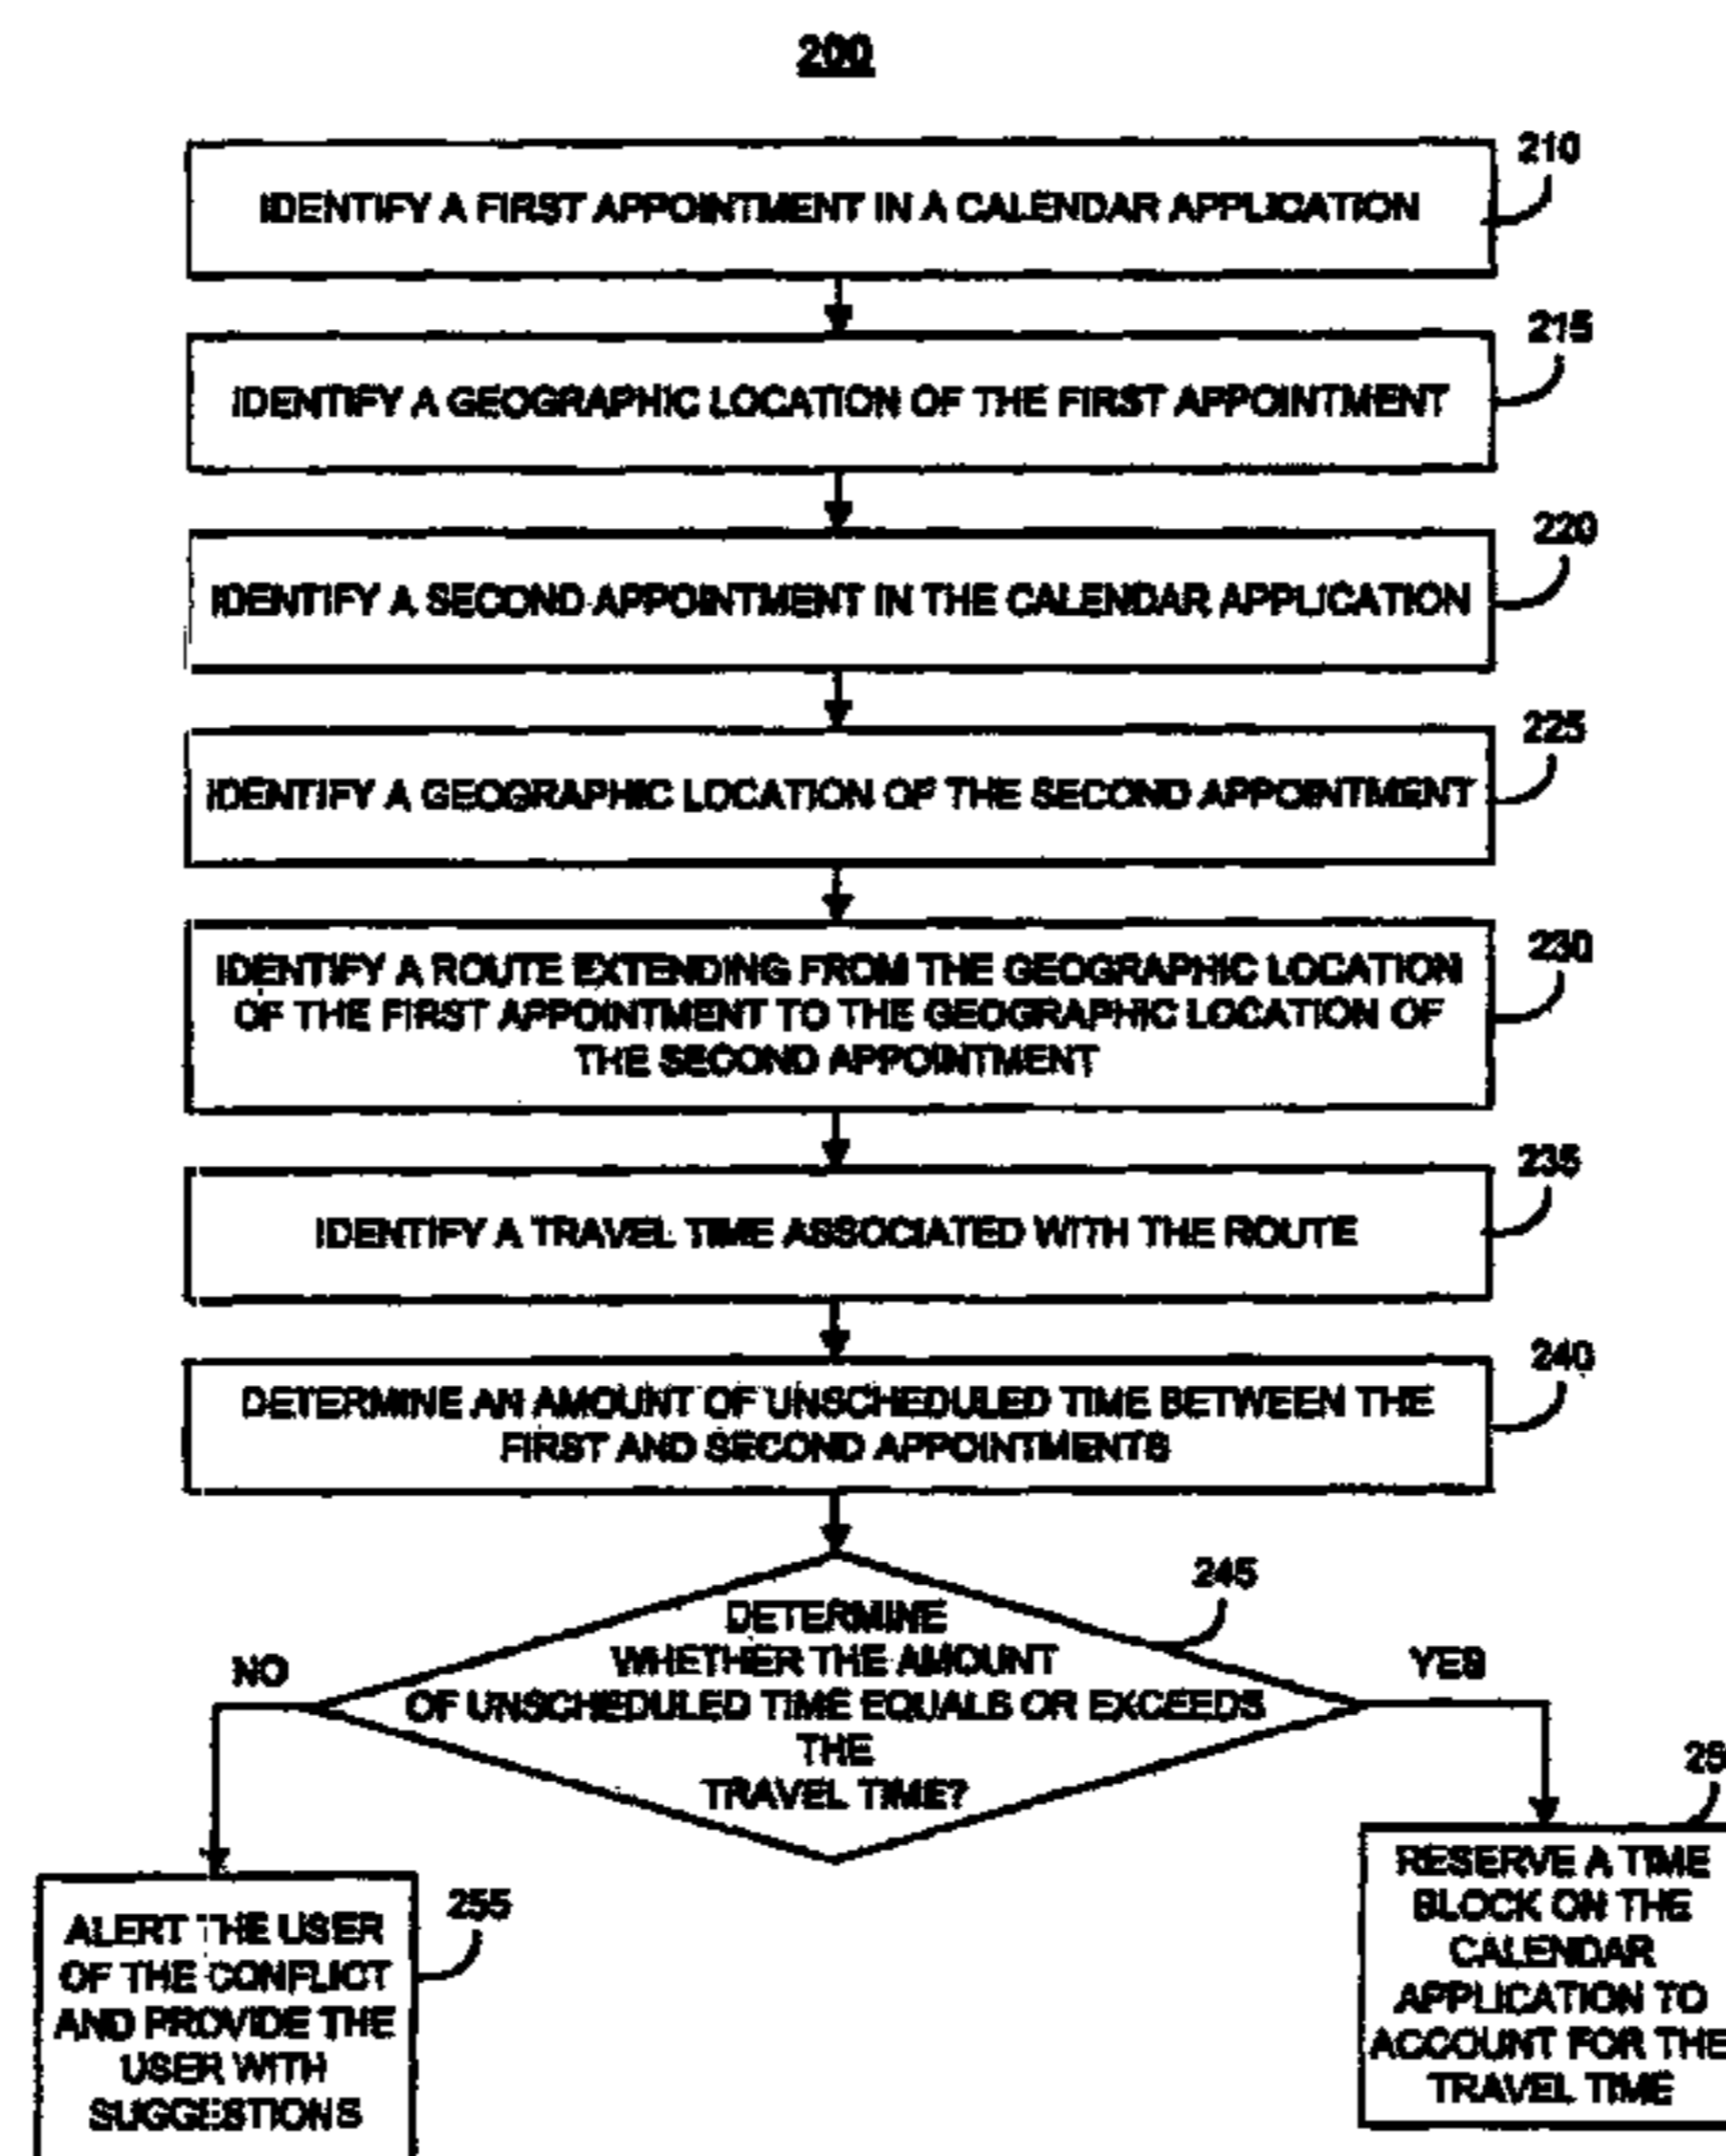 200
210
IDENTIFY A FIRST APPOINTMENT IN A CALENDAR APPLICATION
215
IDENTIFY A GEOGRAPHIC LOCATION OF THE FIRST APPOINTMENT
220
IDENTIFY A SECOND APPOINTMENT IN THE CALENDAR APPLICATION
225
IDENTIFY A GEOGRAPHIC LOCATION OF THE SECOND APPOINTMENT
230
IDENTIFY A ROUTE EXTENDING FROM THE GEOGRAPHIC LOCATION
OF THE FIRST APPOINTMENT TO THE GEOGRAPHIC LOCATION OF
THE SECOND APPOINTMENT
235
IDENTIFY A TRAVEL TIME ASSOCIATED WITH THE ROUTE
240
DETERMINE AN AMOUNT OF UNSCHEDULED TIME BETWEEN THE
FIRST AND SECOND APPOINTMENTS
245
DETERMINE
WHETHER THE AMOUNT
OF UNSCHEDULED TIME EQUALS OR EXCEEDS
THE
TRAVEL TIME?
NO
YES
255
ALERT THE USER
OF THE CONFLICT
AND PROVIDE THE
USER WITH
SUGGESTIONS
RESERVE A TIME
BLOCK ON THE
CALENDAR
APPLICATION TO
ACCOUNT FOR THE
TRAVEL TIME